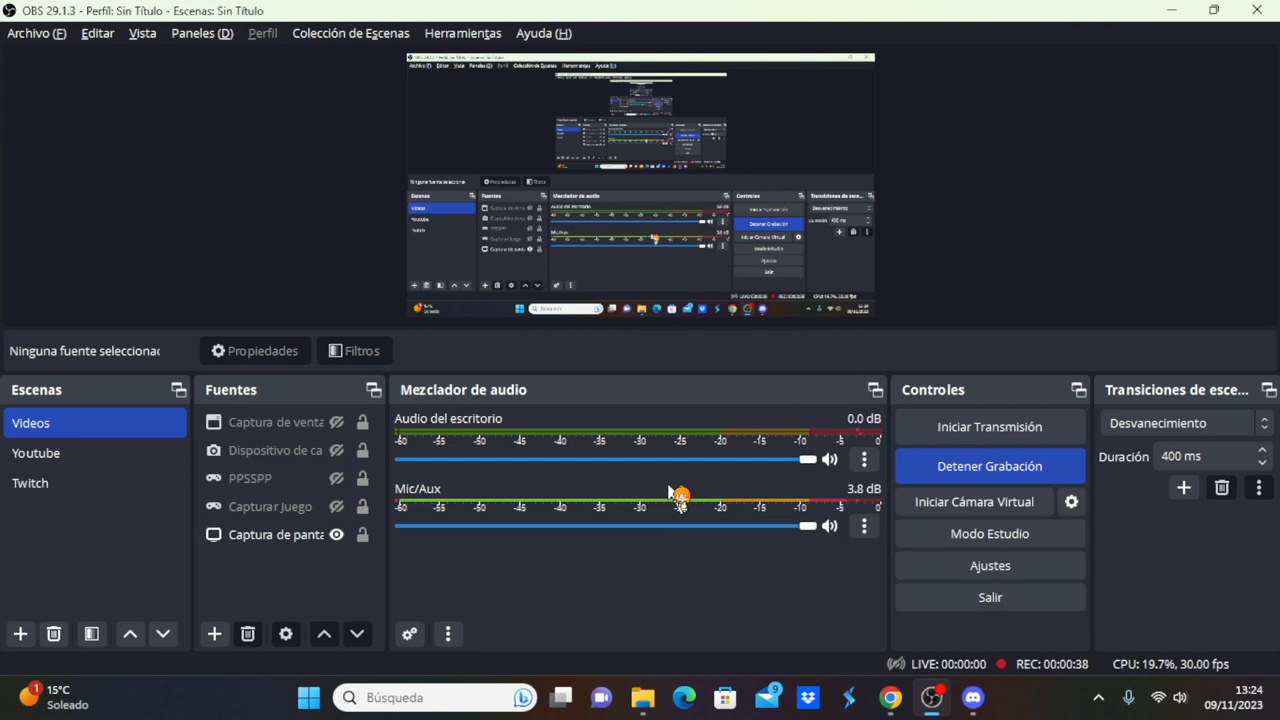 OBS 29.1.3 - Perfil: Sin Título - Escenas: Sin Título
Archivo (F) Editar Vista Paneles (D) Perfil Colección de Escenas Herramientas Ayuda (H)
Ninguna fuente seleccionac Propiedades Filtros
Escenas
Videos
Youtube
Twitch
Fuentes
Captura de venta
Dispositivo de ca
PPSSPP
Capturar Juego
Captura de panta
Mezclador de audio
Audio del escritorio 0.0 dB
-60 -55 -50 -45 -40 -35 -30 -25 -20 -15 -10 -5 0
Mic/Aux 3.8 dB
-60 -55 -50 -45 -40 -35 -30 -20 -15 -10 -5 0
Controles
Iniciar Transmisión
Detener Grabación
Iniciar Cámara Virtual
Modo Estudio
Ajustes
Salir
Transiciones de esce...
Desvanecimiento
Duración 400 ms
LIVE: 00:00:00 REC: 00:00:38 CPU: 19.7%, 30.00 fps
1
15°C
Soleado
Búsqueda
9
13:24
09/11/2023